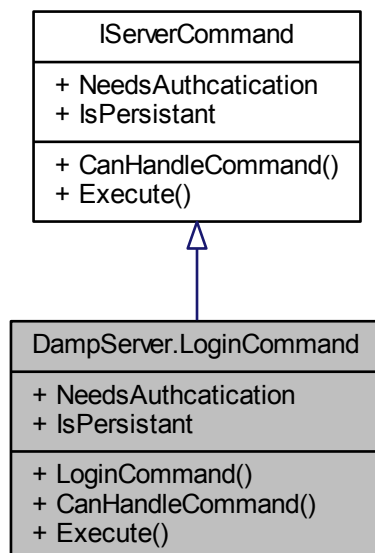 IServerCommand
+ NeedsAuthcatication
+ IsPersistant
+ CanHandleCommand()
+ Execute()
DampServer.LoginCommand
+ NeedsAuthcatication
+ IsPersistant
+ LoginCommand()
+ CanHandleCommand()
+ Execute()